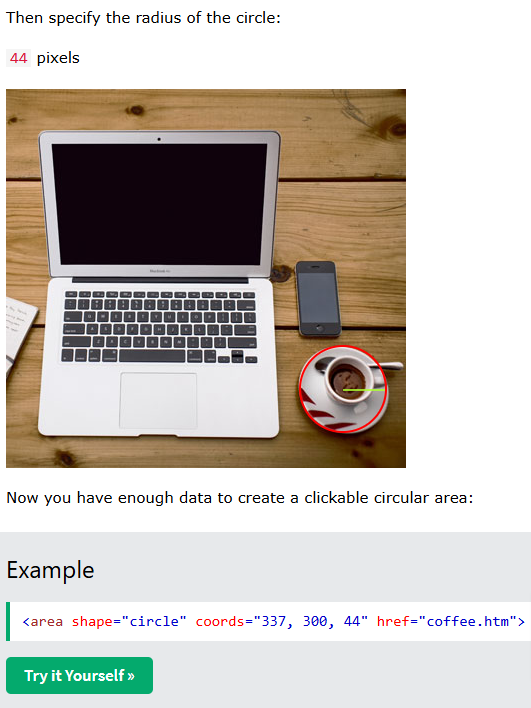 Then specify the radius of the circle:
44 pixels
Now you have enough data to create a clickable circular area:
Example
<area shape="circle" coords="337, 300, 44" href="coffee.htm">
Try it Yourself »